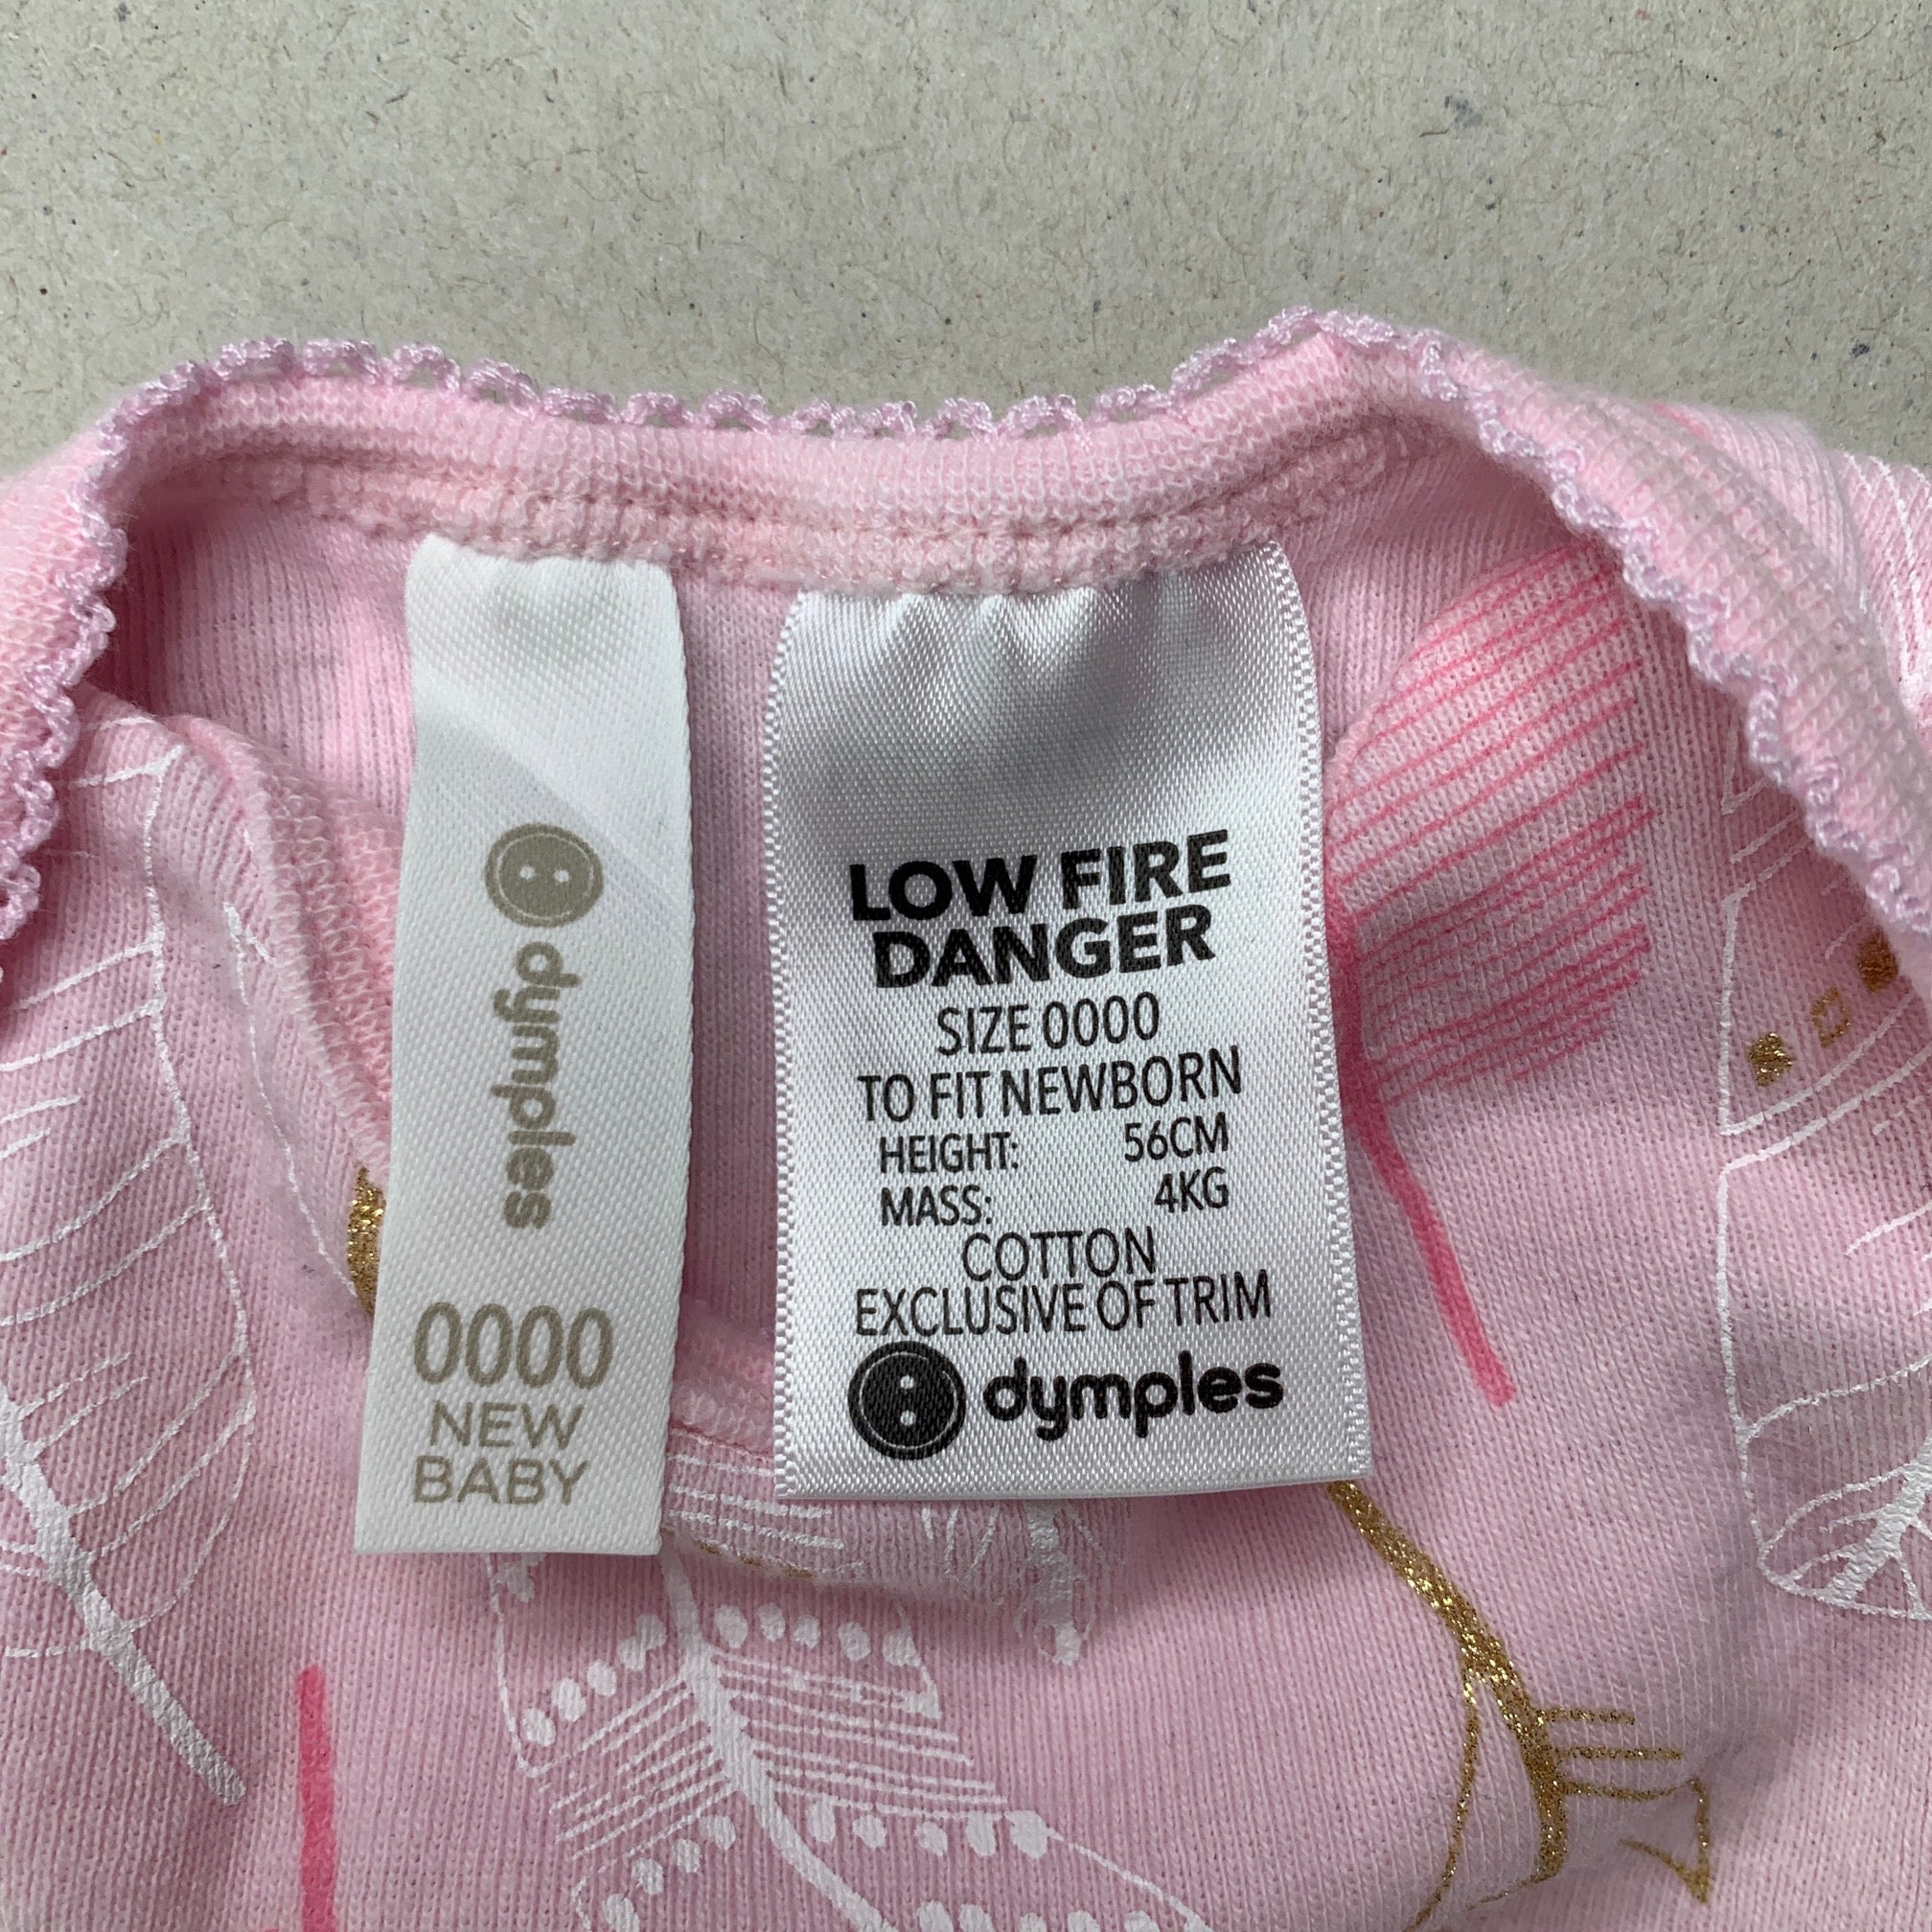 dymples
0000
NEW
BABY
LOW FIRE
DANGER
SIZE 0000
TO FIT NEWBORN
HEIGHT: 56CM
MASS: 4KG
COTTON
EXCLUSIVE OF TRIM
dymples